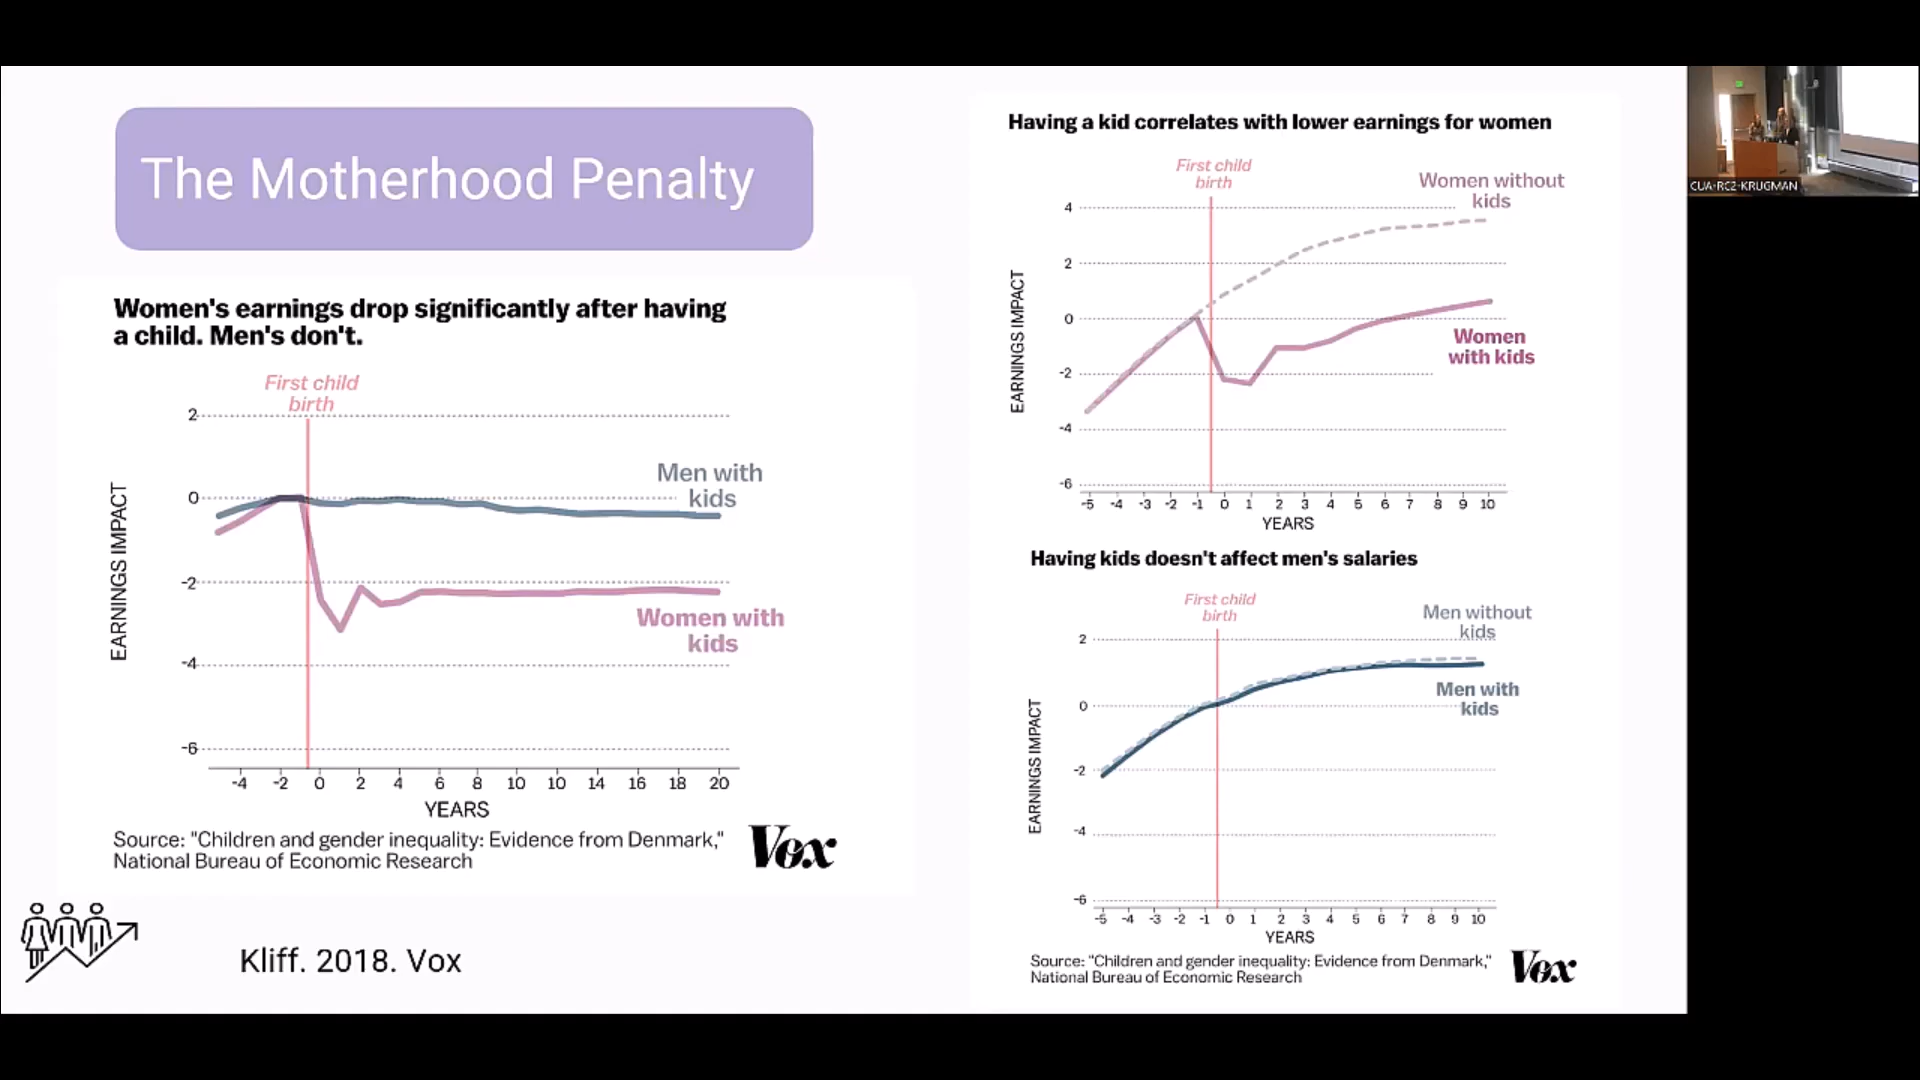 The Motherhood Penalty
Women's earnings drop significantly after having
a child. Men's don't.
First child
birth
2
0
-2
-4
-6
EARNINGS IMPACT
Men with
kids
Women with
kids
-4 -2 0 2 4 6 8 10 10 14 16 18 20
YEARS
Source: "Children and gender inequality: Evidence from Denmark,"
National Bureau of Economic Research
Vox
Kliff. 2018. Vox
Having a kid correlates with lower earnings for women
First child
birth
Women without
kids
4
2
0
-2
-4
-6
EARNINGS IMPACT
Women
with kids
-5 -4 -3 -2 -1 0 1 2 3 4 5 6 7 8 9 10
YEARS
Having kids doesn't affect men's salaries
First child
birth
Men without
kids
2
0
-2
-4
-6
EARNINGS IMPACT
Men with
kids
-5 -4 -3 -2 -1 0 1 2 3 4 5 6 7 8 9 10
YEARS
Source: "Children and gender inequality: Evidence from Denmark,"
National Bureau of Economic Research
Vox
CUA-RC2-KRUGMAN